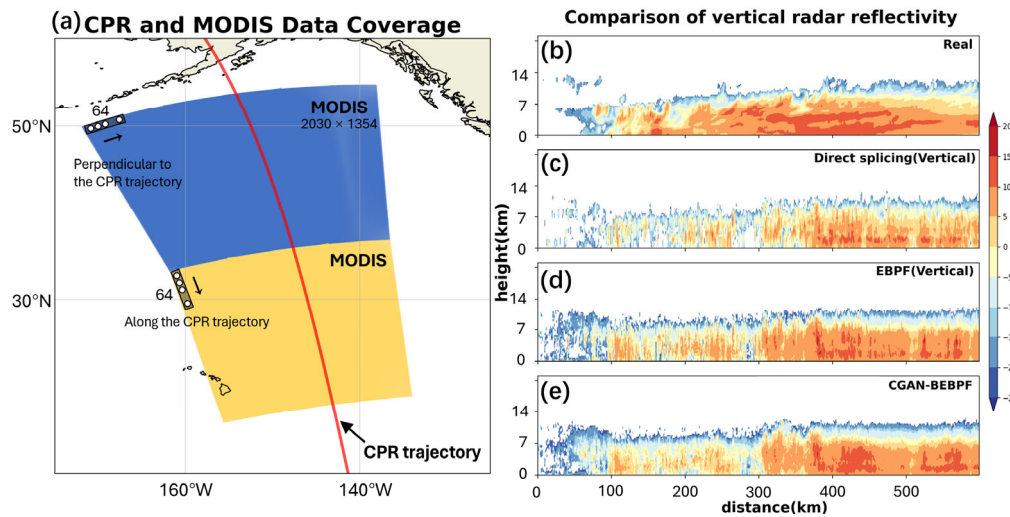 (a) CPR and MODIS Data Coverage
64
MODIS
2030 × 1354
50°N
Perpendicular to
the CPR trajectory
MODIS
64
30°N
Along the CPR trajectory
CPR trajectory
160°W
140°W
Comparison of vertical radar reflectivity
(b)
Real
14
7
0
(c)
Direct splicing(Vertical)
14
7
0
(d)
EBPF(Vertical)
14
7
0
(e)
CGAN-BEBPF
14
7
0
height(km)
0
100
200
300
400
500
distance(km)
20
15
10
5
0